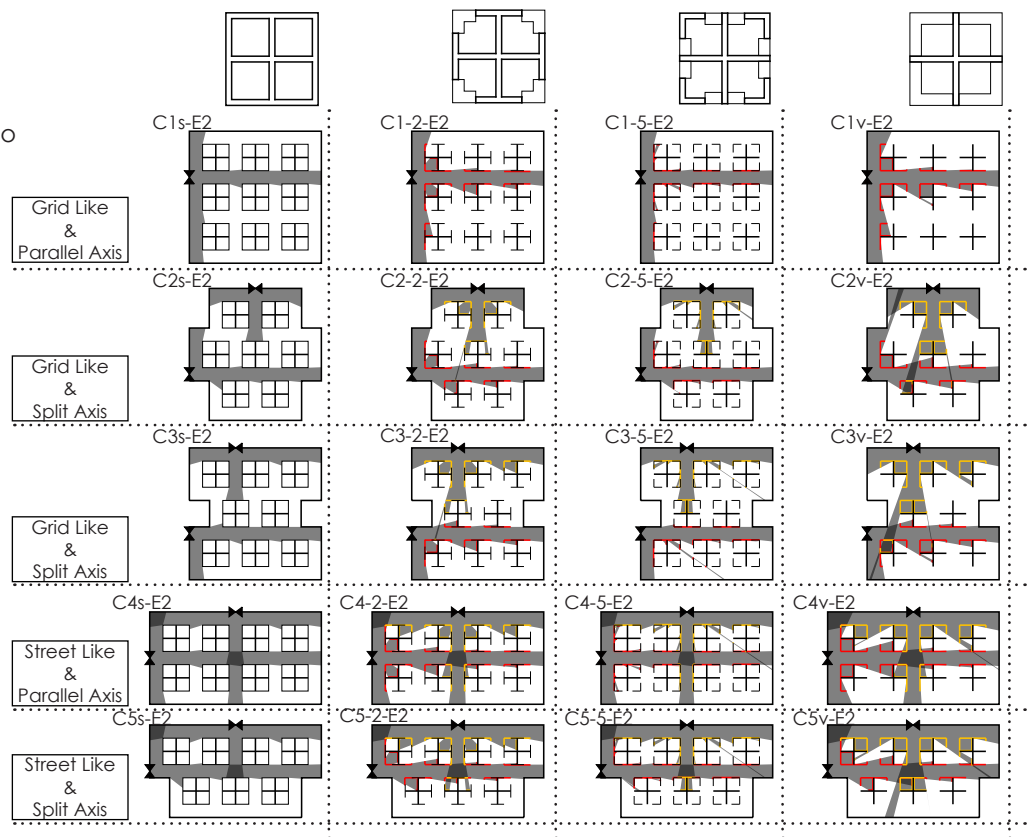 C1s-E2 C1-2-E2 C1-5-E2 C1v-E2
O
Grid Like
&
Parallel Axis
C2s-E2 C2-2-E2 C2-5-E2 C2v-E2
Grid Like
&
Split Axis
C3s-E2 C3-2-E2 C3-5-E2 C3v-E2
Grid Like
&
Split Axis
C4s-E2 C4-2-E2 C4-5-E2 C4v-E2
Street Like
&
Parallel Axis
C5s-E2 C5-2-E2 C5-5-E2 C5v-E2
Street Like
&
Split Axis